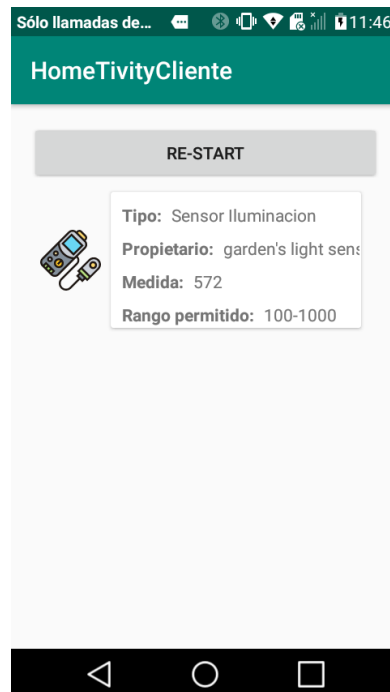 Sólo llamadas de... 11:46
HomeTivityCliente
RE-START
Tipo: Sensor Iluminacion
Propietario: garden's light sens
Medida: 572
Rango permitido: 100-1000